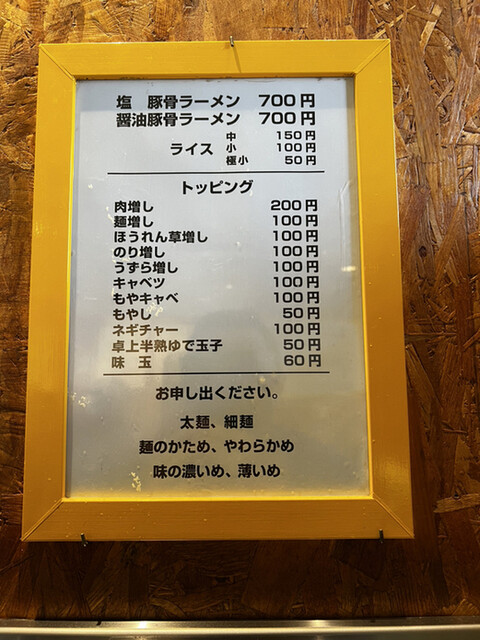 塩 豚骨ラーメン 700円
醤油豚骨ラーメン 700円
ライス 中 150円
小 100円
極小 50円
トッピング
肉増し 200円
麺増し 100円
ほうれん草増し 100円
のり増し 100円
うずら増し 100円
キャベツ 100円
もやキャベ 100円
もやし 50円
ネギチャー 100円
卓上半熟ゆで玉子 50円
味 玉 60円
お申し出ください。
太麺、細麺
麺のかため、やわらかめ
味の濃いめ、薄いめ